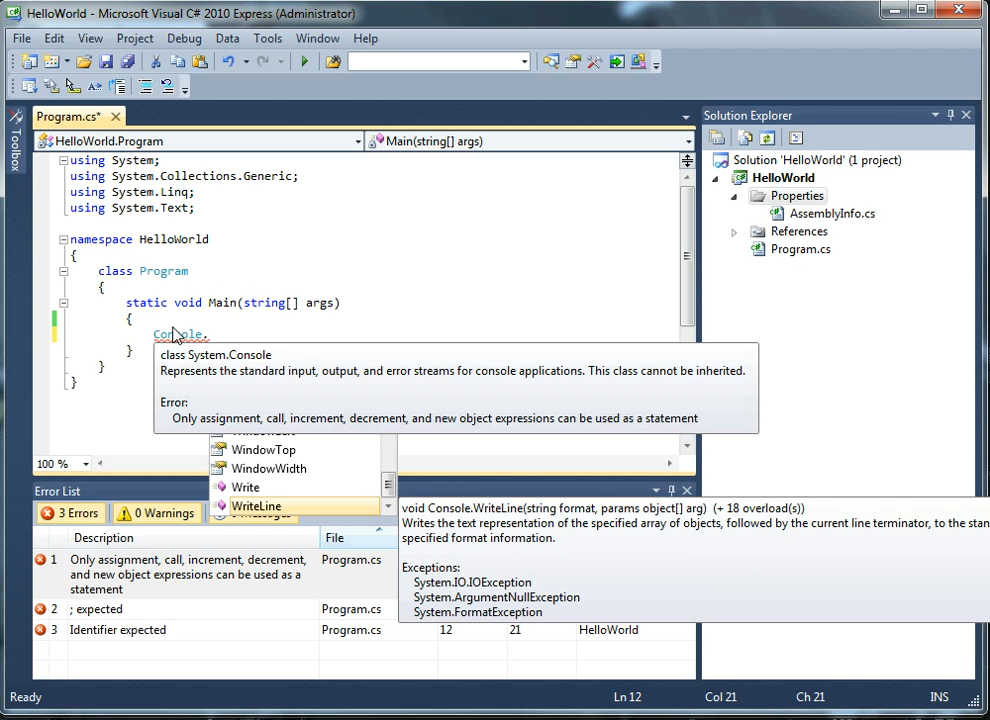 HelloWorld - Microsoft Visual C# 2010 Express (Administrator)
File Edit View Project Debug Data Tools Window Help
Program.cs* Solution Explorer
HelloWorld.Program Main(string[] args)
Toolbox
using System;
using System.Collections.Generic;
using System.Linq;
using System.Text;
namespace HelloWorld
{
class Program
{
static void Main(string[] args)
{
Console.
}
}
}
Solution 'HelloWorld' (1 project)
HelloWorld
Properties
AssemblyInfo.cs
References
Program.cs
class System.Console
Represents the standard input, output, and error streams for console applications. This class cannot be inherited.
Error:
Only assignment, call, increment, decrement, and new object expressions can be used as a statement
WindowTop
WindowWidth
Write
WriteLine
100 %
void Console.WriteLine(string format, params object[] arg) (+ 18 overload(s))
Writes the text representation of the specified array of objects, followed by the current line terminator, to the stan
specified format information.
Exceptions:
System.IO.IOException
System.ArgumentNullException
System.FormatException
Error List
3 Errors 0 Warnings
Description File
1 Only assignment, call, increment, decrement, and new object expressions can be used as a statement Program.cs
2 ; expected Program.cs
3 Identifier expected Program.cs 12 21 HelloWorld
Ready Ln 12 Col 21 Ch 21 INS